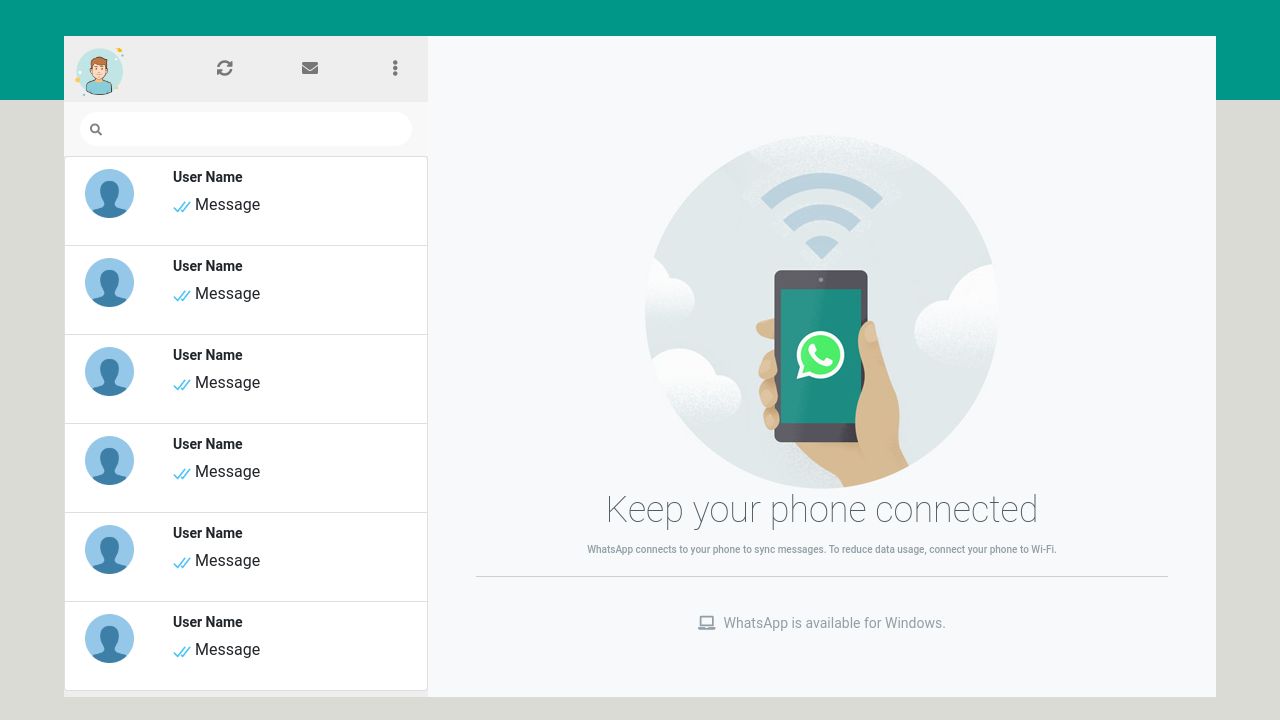 User Name
Message
User Name
Message
User Name
Message
User Name
Message
User Name
Message
User Name
Message
Keep your phone connected
WhatsApp connects to your phone to sync messages. To reduce data usage, connect your phone to Wi-Fi.
WhatsApp is available for Windows.